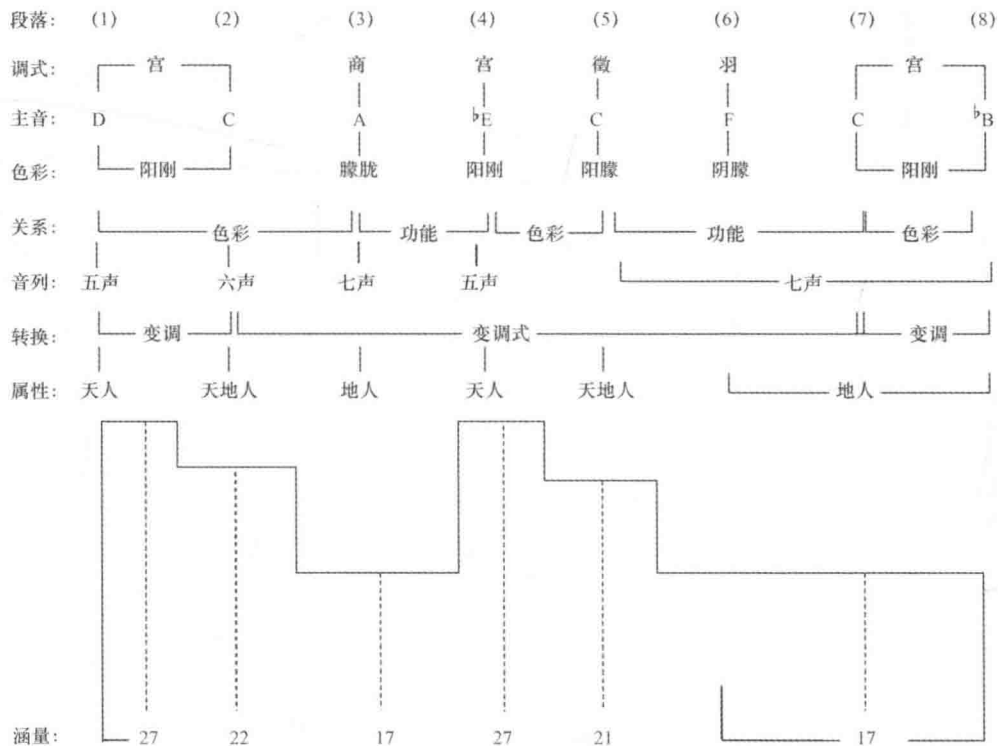 段落: (1) (2) (3) (4) (5) (6) (7) (8)
调式: 宫 商 宫 徵 羽 宫
主音: D C A ♭E C F C ♭B
色彩: 阳刚 朦胧 阳刚 阳朦 阴朦 阳刚
关系: 色彩 功能 色彩 功能 色彩
音列: 五声 六声 七声 五声 七声
转换: 变调 变调式 变调
属性: 天人 天地人 地人 天人 天地人 地人
涵量: 27 22 17 27 21 17